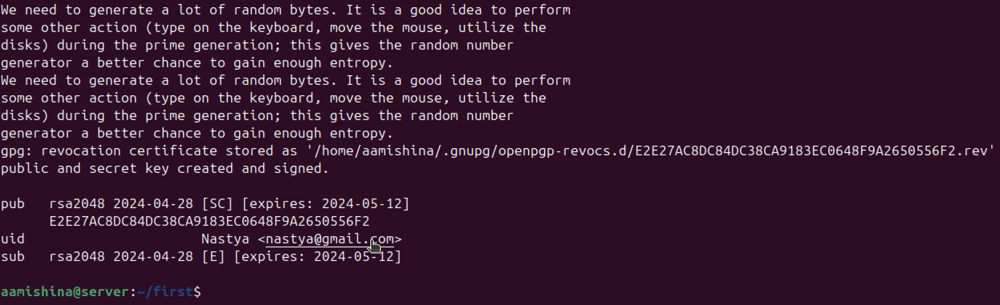 We need to generate a lot of random bytes. It is a good idea to perform
some other action (type on the keyboard, move the mouse, utilize the
disks) during the prime generation; this gives the random number
generator a better chance to gain enough entropy.
We need to generate a lot of random bytes. It is a good idea to perform
some other action (type on the keyboard, move the mouse, utilize the
disks) during the prime generation; this gives the random number
generator a better chance to gain enough entropy.
gpg: revocation certificate stored as '/home/aamishina/.gnupg/openpgp-revocs.d/E2E27AC8DC84DC38CA9183EC0648F9A2650556F2.rev'
public and secret key created and signed.

pub   rsa2048 2024-04-28 [SC] [expires: 2024-05-12]
      E2E27AC8DC84DC38CA9183EC0648F9A2650556F2
uid                      Nastya <nastya@gmail.com>
sub   rsa2048 2024-04-28 [E] [expires: 2024-05-12]

aamishina@server:~/first$